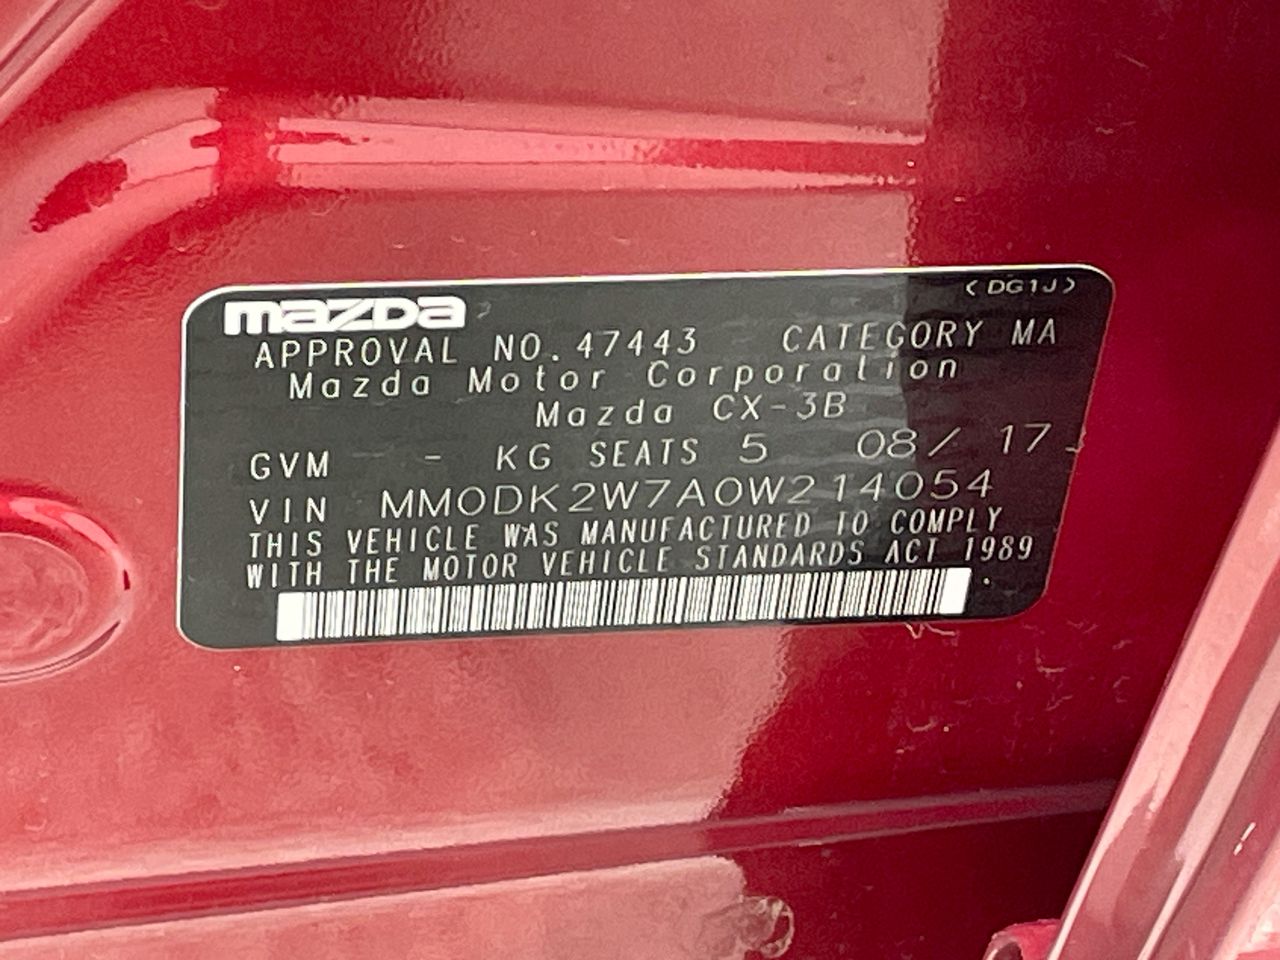 mazda
< DG1J >
APPROVAL NO. 47443 CATEGORY MA
Mazda Motor Corporation
Mazda CX-3B
GVM - KG SEATS 5 08/ 17
VIN MM0DK2W7A0W214054
THIS VEHICLE WAS MANUFACTURED TO COMPLY
WITH THE MOTOR VEHICLE STANDARDS ACT 1989 .